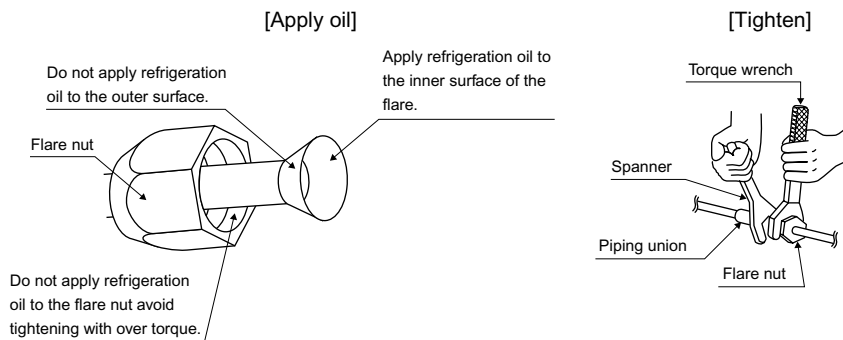 [Apply oil]
Do not apply refrigeration
oil to the outer surface.
Apply refrigeration oil to
the inner surface of the
flare.
Flare nut
Do not apply refrigeration
oil to the flare nut avoid
tightening with over torque.
[Tighten]
Torque wrench
Spanner
Piping union
Flare nut